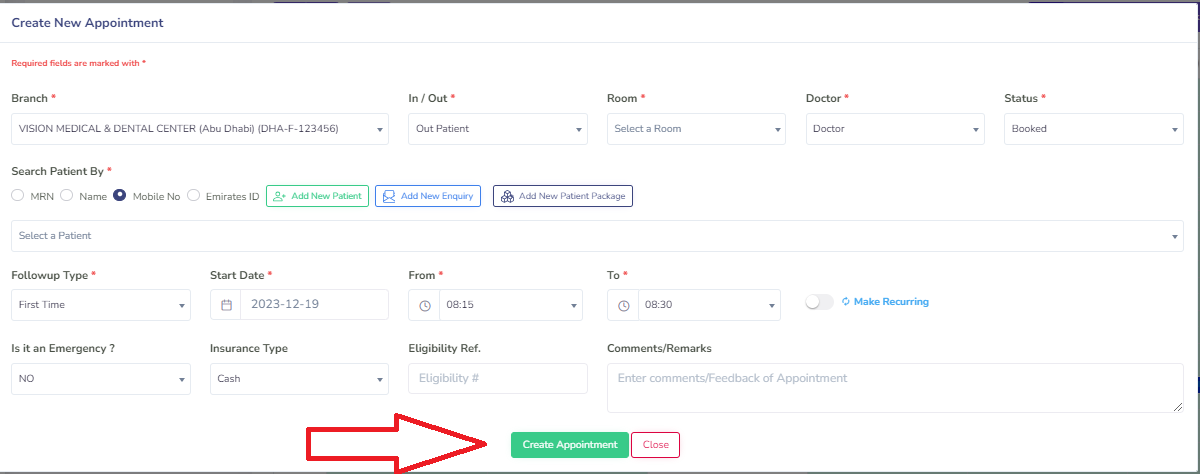 Create New Appointment
Required fields are marked with *
Branch * In / Out * Room * Doctor * Status *
VISION MEDICAL & DENTAL CENTER (Abu Dhabi) (DHA-F-123456) Out Patient Select a Room Doctor Booked
Search Patient By *
MRN Name Mobile No Emirates ID Add New Patient Add New Enquiry Add New Patient Package
Select a Patient
Followup Type * Start Date * From * To *
First Time 2023-12-19 08:15 08:30 Make Recurring
Is it an Emergency ? Insurance Type Eligibility Ref. Comments/Remarks
NO Cash Eligibility # Enter comments/Feedback of Appointment
Create Appointment Close